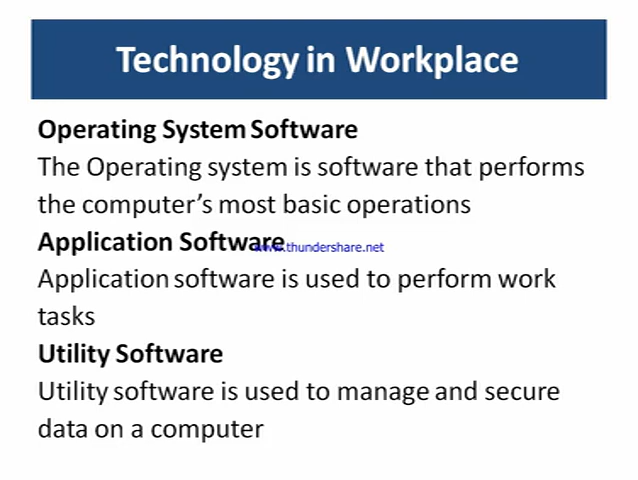 Technology in Workplace
Operating System Software
The Operating system is software that performs
the computer's most basic operations
Application Software
www.thundershare.net
Application software is used to perform work
tasks
Utility Software
Utility software is used to manage and secure
data on a computer